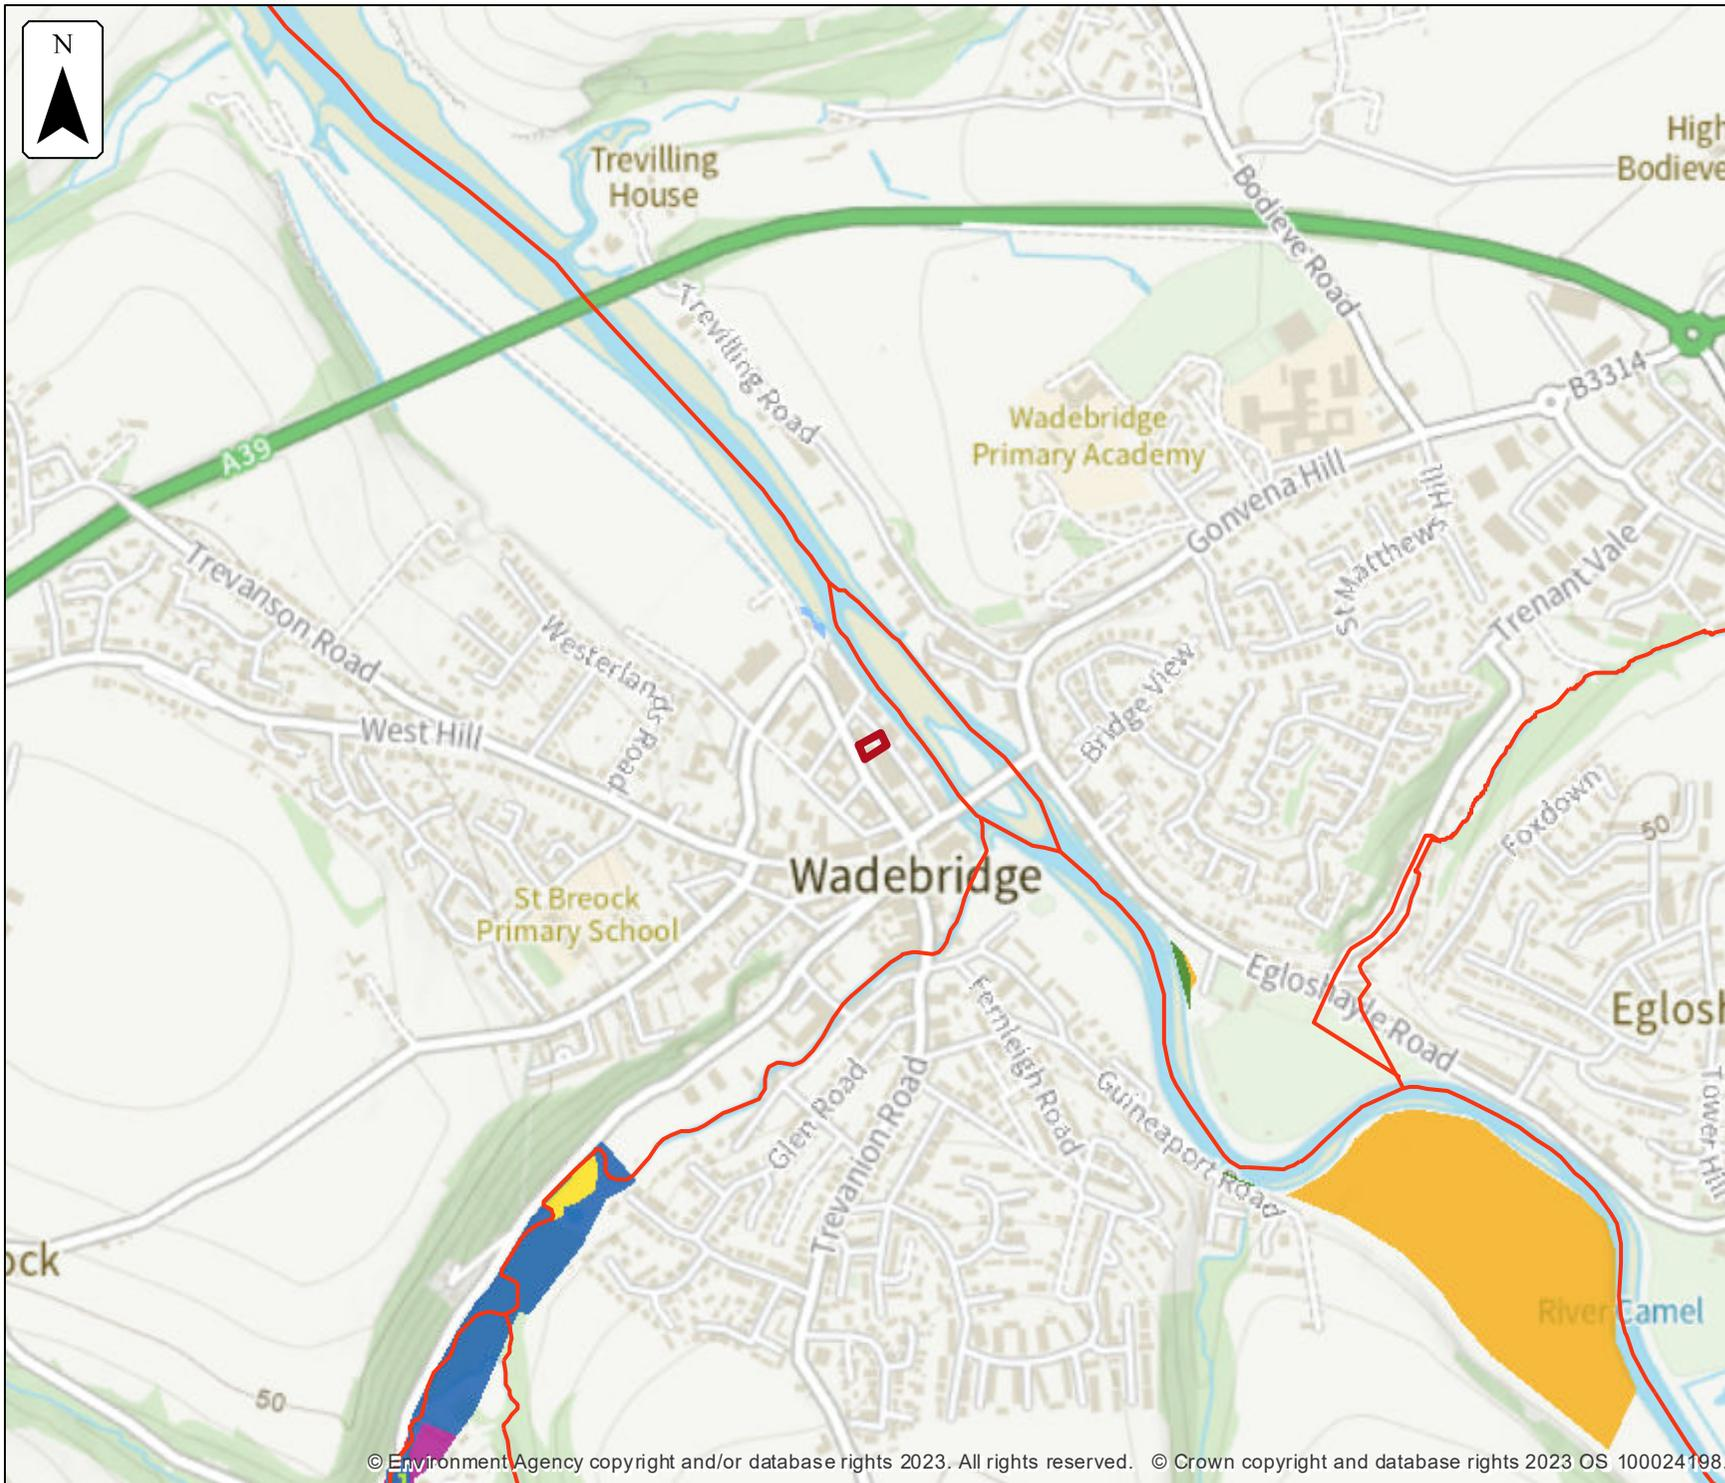 N
Trevilling
House
High
Bodieve
Bodieve Road
Trevilling Road
A39
B3314
Wadebridge
Primary Academy
Gonvena Hill
St Matthews Hill
Trenant Vale
Trevanson Road
Westerlands Road
West Hill
Bridge View
Foxdown
50
Wadebridge
St Breock
Primary School
Egloshayle Road
Eglosh
Fernleigh Road
Guineaport Road
Glen Road
Trevanion Road
Tower Hill
ock
River Camel
50
© Environment Agency copyright and/or database rights 2023. All rights reserved. © Crown copyright and database rights 2023 OS 100024198.